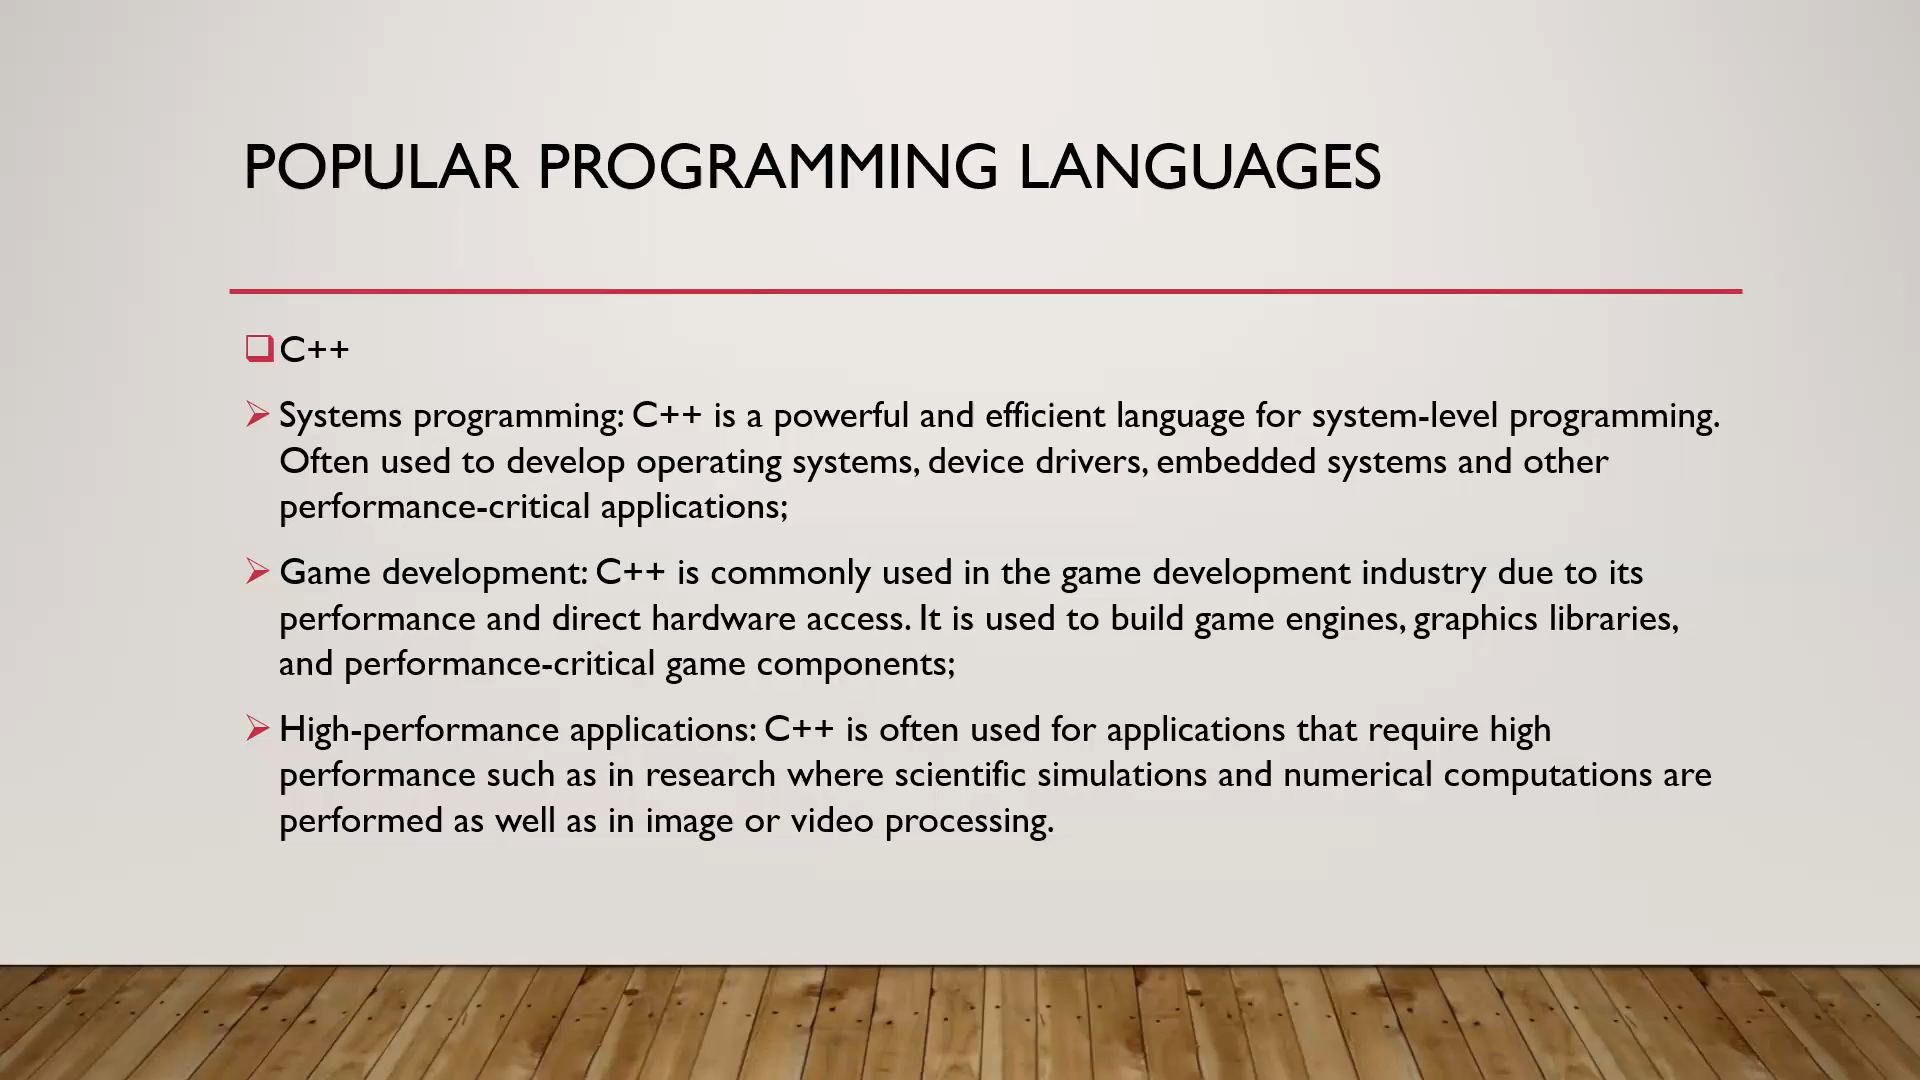 POPULAR PROGRAMMING LANGUAGES
C++
Systems programming: C++ is a powerful and efficient language for system-level programming.
Often used to develop operating systems, device drivers, embedded systems and other
performance-critical applications;
Game development: C++ is commonly used in the game development industry due to its
performance and direct hardware access. It is used to build game engines, graphics libraries,
and performance-critical game components;
High-performance applications: C++ is often used for applications that require high
performance such as in research where scientific simulations and numerical computations are
performed as well as in image or video processing.